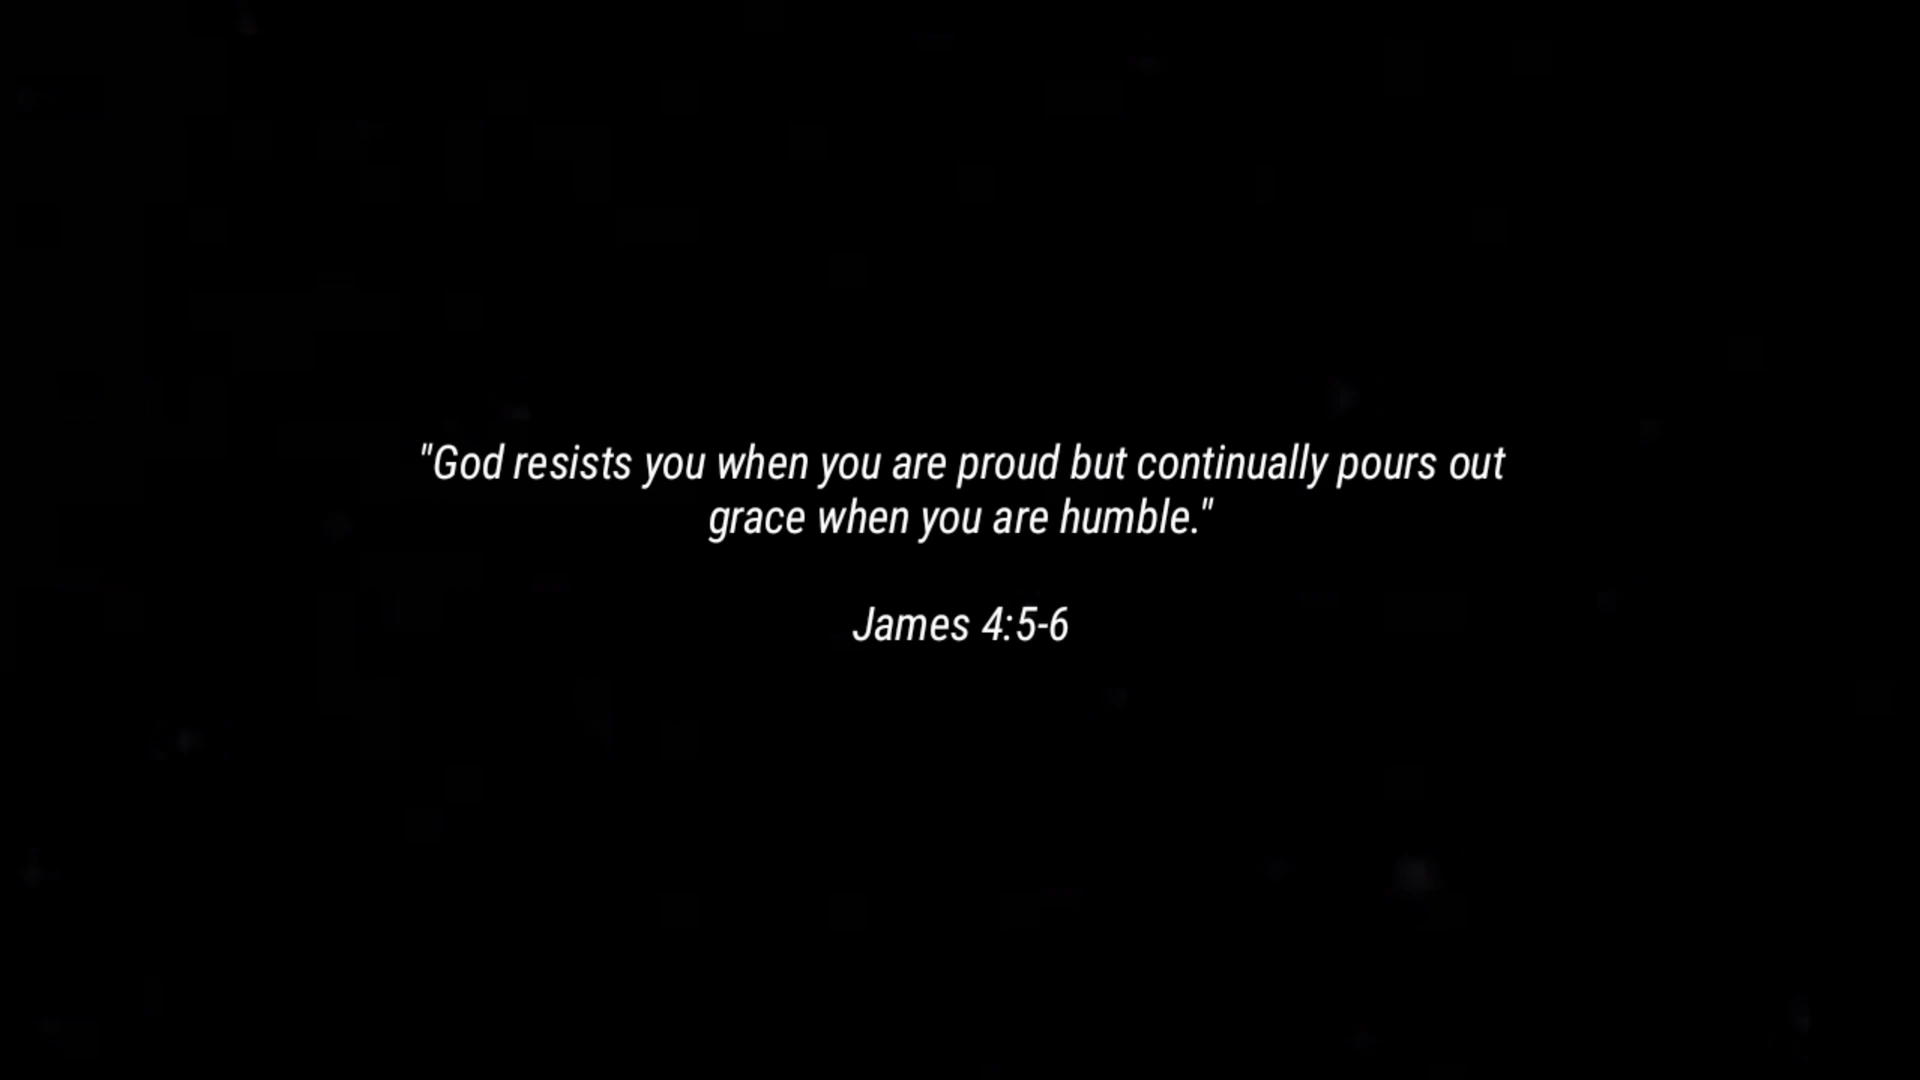 "God resists you when you are proud but continually pours out
grace when you are humble."
James 4:5-6